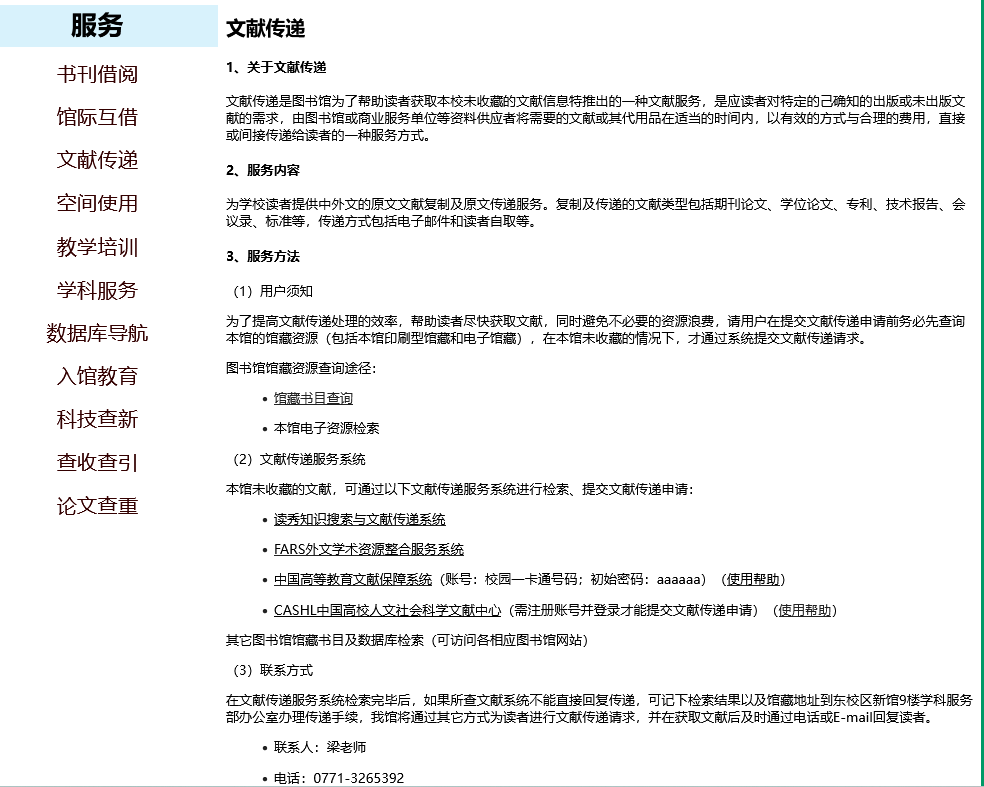 服务
书刊借阅
馆际互借
文献传递
空间使用
教学培训
学科服务
数据库导航
入馆教育
科技查新
查收查引
论文查重
文献传递
1、关于文献传递
文献传递是图书馆为了帮助读者获取本校未收藏的文献信息特推出的一种文献服务，是应读者对特定的己确知的出版或未出版文
献的需求，由图书馆或商业服务单位等资料供应者将需要的文献或其代用品在适当的时间内，以有效的方式与合理的费用，直接
或间接传递给读者的一种服务方式。
2、服务内容
为学校读者提供中外文的原文文献复制及原文传递服务。复制及传递的文献类型包括期刊论文、学位论文、专利、技术报告、会
议录、标准等，传递方式包括电子邮件和读者自取等。
3、服务方法
（1）用户须知
为了提高文献传递处理的效率，帮助读者尽快获取文献，同时避免不必要的资源浪费，请用户在提交文献传递申请前务必先查询
本馆的馆藏资源（包括本馆印刷型馆藏和电子馆藏），在本馆未收藏的情况下，才通过系统提交文献传递请求。
图书馆馆藏资源查询途径：
• 馆藏书目查询
• 本馆电子资源检索
（2）文献传递服务系统
本馆未收藏的文献，可通过以下文献传递服务系统进行检索、提交文献传递申请：
• 读秀知识搜索与文献传递系统
• FARS外文学术资源整合服务系统
• 中国高等教育文献保障系统（账号：校园一卡通号码；初始密码：aaaaaa）（使用帮助）
• CASHL中国高校人文社会科学文献中心（需注册账号并登录才能提交文献传递申请）（使用帮助）
其它图书馆馆藏书目及数据库检索（可访问各相应图书馆网站）
（3）联系方式
在文献传递服务系统检索完毕后，如果所查文献系统不能直接回复传递，可记下检索结果以及馆藏地址到东校区新馆9楼学科服务
部办公室办理传递手续，我馆将通过其它方式为读者进行文献传递请求，并在获取文献后及时通过电话或E-mail回复读者。
• 联系人：梁老师
• 电话：0771-3265392